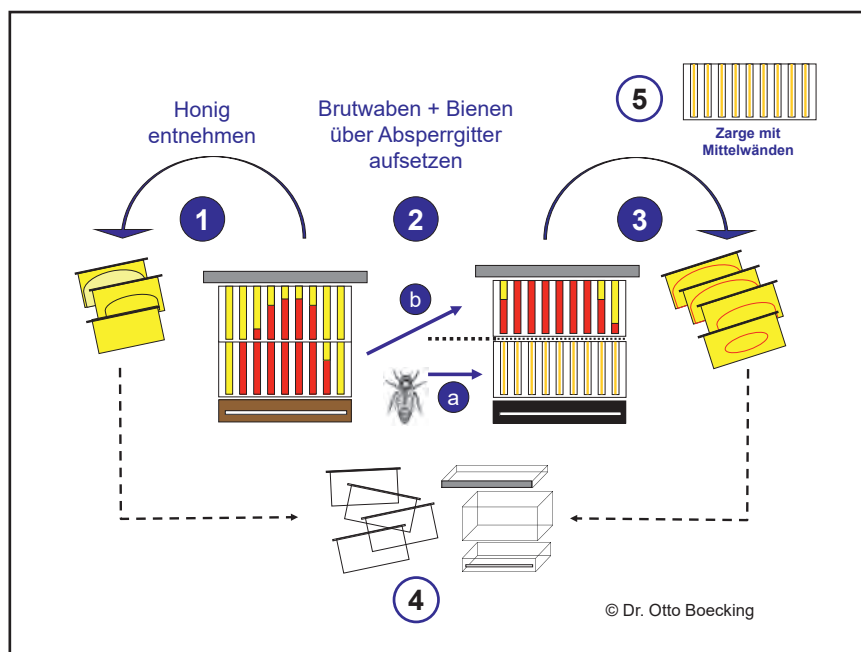 Honig
entnehmen
1
Brutwaben + Bienen
über Absperrgitter
aufsetzen
2
5
Zarge mit
Mittelwänden
3
b
a
4
© Dr. Otto Boecking